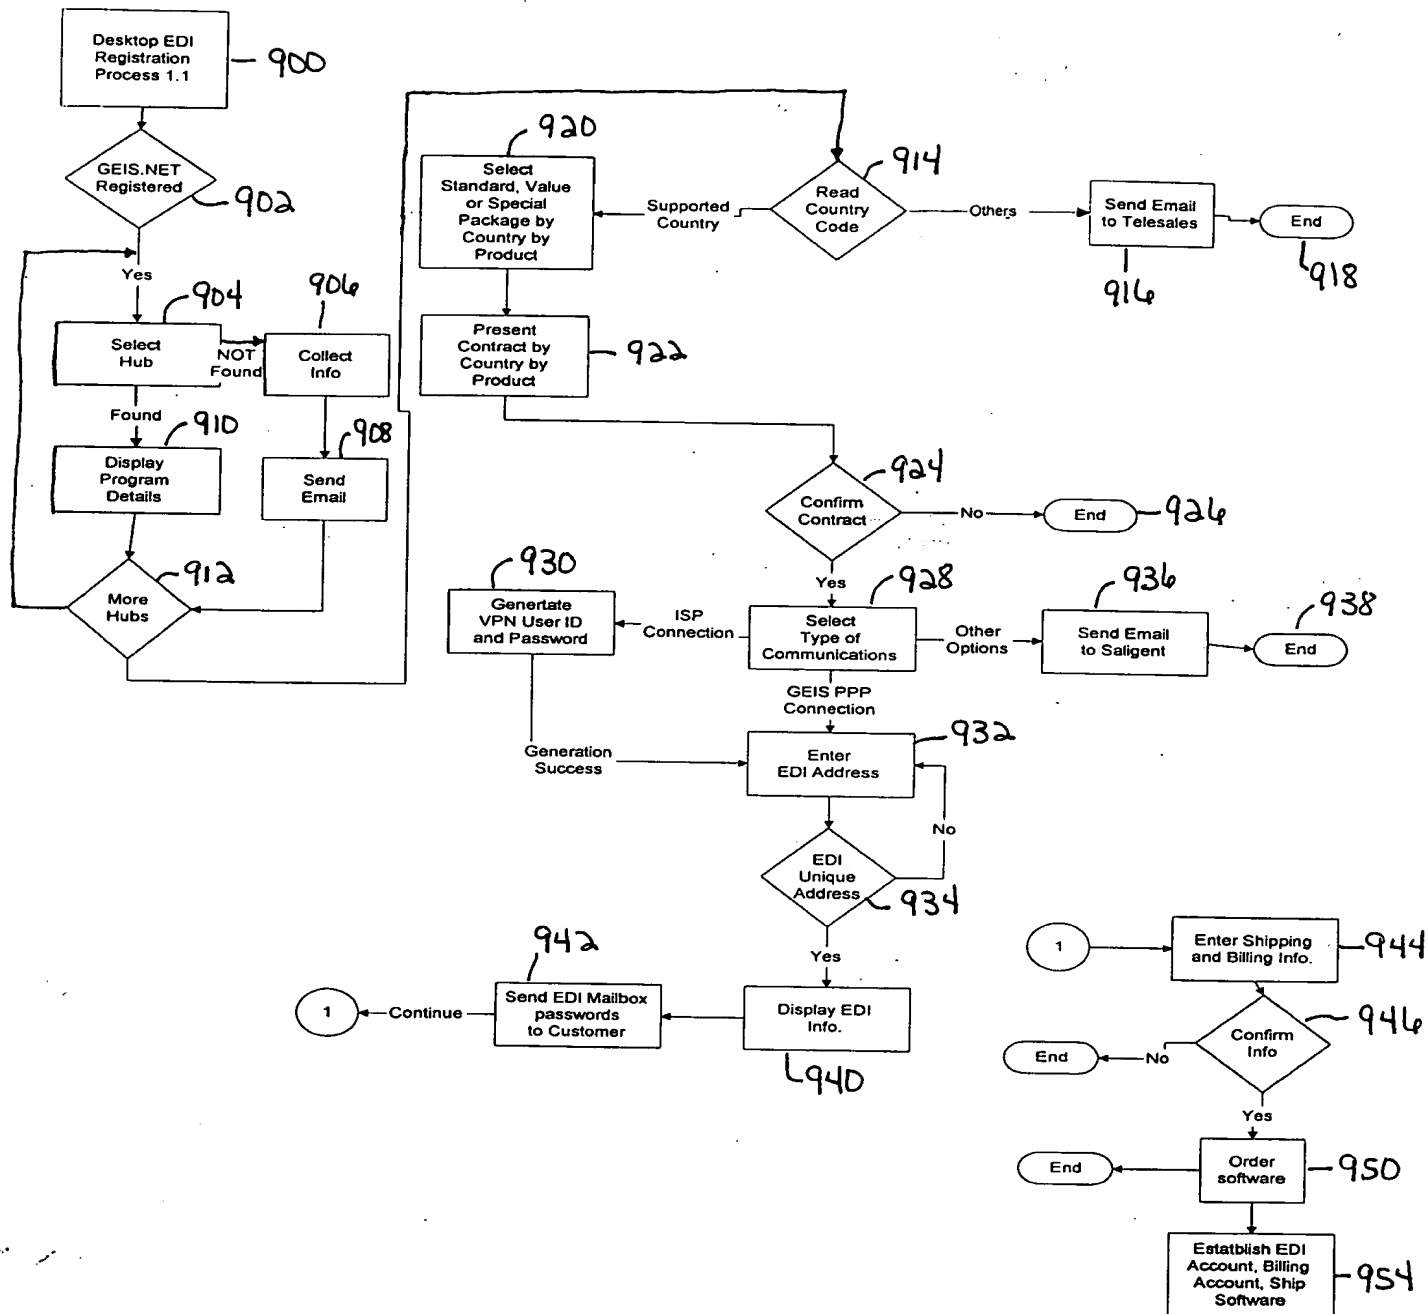 Desktop EDI
Registration
Process 1.1
900
GEIS.NET
Registered
902
Yes
904
Select
Hub
NOT
Found
906
Collect
Info
Found
910
Display
Program
Details
908
Send
Email
912
More
Hubs
920
Select
Standard, Value
or Special
Package by
Country by
Product
Supported
Country
914
Read
Country
Code
Others
Send Email
to Telesales
916
End
918
Present
Contract by
Country by
Product
922
924
Confirm
Contract
No
End
926
Yes
928
Select
Type of
Communications
930
Genertate
VPN User ID
and Password
ISP
Connection
Other
Options
936
Send Email
to Saligent
938
End
GEIS PPP
Connection
932
Enter
EDI Address
Generation
Success
No
EDI
Unique
Address
934
Yes
942
Send EDI Mailbox
passwords
to Customer
Continue
1
Display EDI
Info.
940
1
Enter Shipping
and Billing Info.
944
946
Confirm
Info
No
End
Yes
Order
software
950
End
Estatblish EDI
Account, Billing
Account, Ship
Software
954